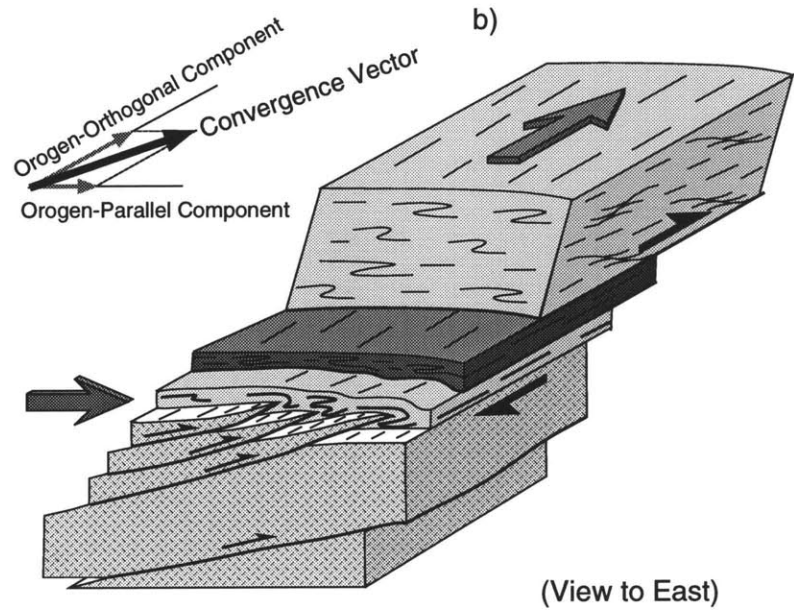 b)
Orogen-Orthogonal Component
Convergence Vector
Orogen-Parallel Component
(View to East)